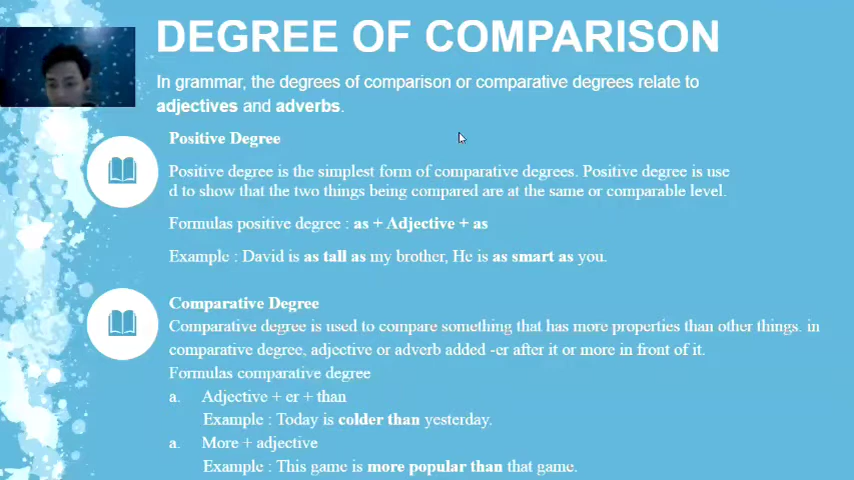 DEGREE OF COMPARISON
In grammar, the degrees of comparison or comparative degrees relate to
adjectives and adverbs.
Positive Degree
Positive degree is the simplest form of comparative degrees. Positive degree is use
d to show that the two things being compared are at the same or comparable level.
Formulas positive degree : as + Adjective + as
Example : David is as tall as my brother, He is as smart as you.
Comparative Degree
Comparative degree is used to compare something that has more properties than other things. in
comparative degree, adjective or adverb added -er after it or more in front of it.
Formulas comparative degree
a. Adjective + er + than
Example : Today is colder than yesterday.
a. More + adjective
Example : This game is more popular than that game.